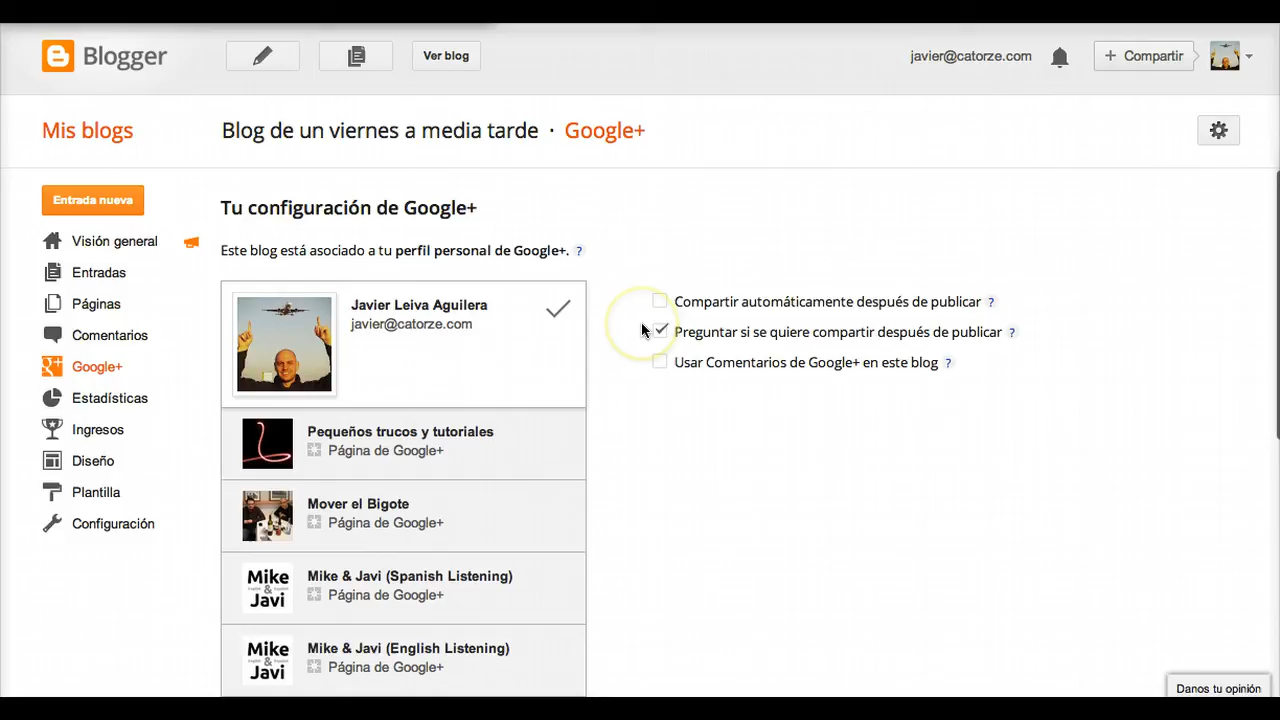 Blogger
Ver blog
javier@catorze.com
+ Compartir
Mis blogs
Blog de un viernes a media tarde · Google+
Entrada nueva
Visión general
Entradas
Páginas
Comentarios
Google+
Estadísticas
Ingresos
Diseño
Plantilla
Configuración
Tu configuración de Google+
Este blog está asociado a tu perfil personal de Google+. ?
Javier Leiva Aguilera
javier@catorze.com
Pequeños trucos y tutoriales
Página de Google+
Mover el Bigote
Página de Google+
Mike & Javi
Mike & Javi (Spanish Listening)
Página de Google+
Mike & Javi
Mike & Javi (English Listening)
Página de Google+
Compartir automáticamente después de publicar ?
Preguntar si se quiere compartir después de publicar ?
Usar Comentarios de Google+ en este blog ?
Danos tu opinión